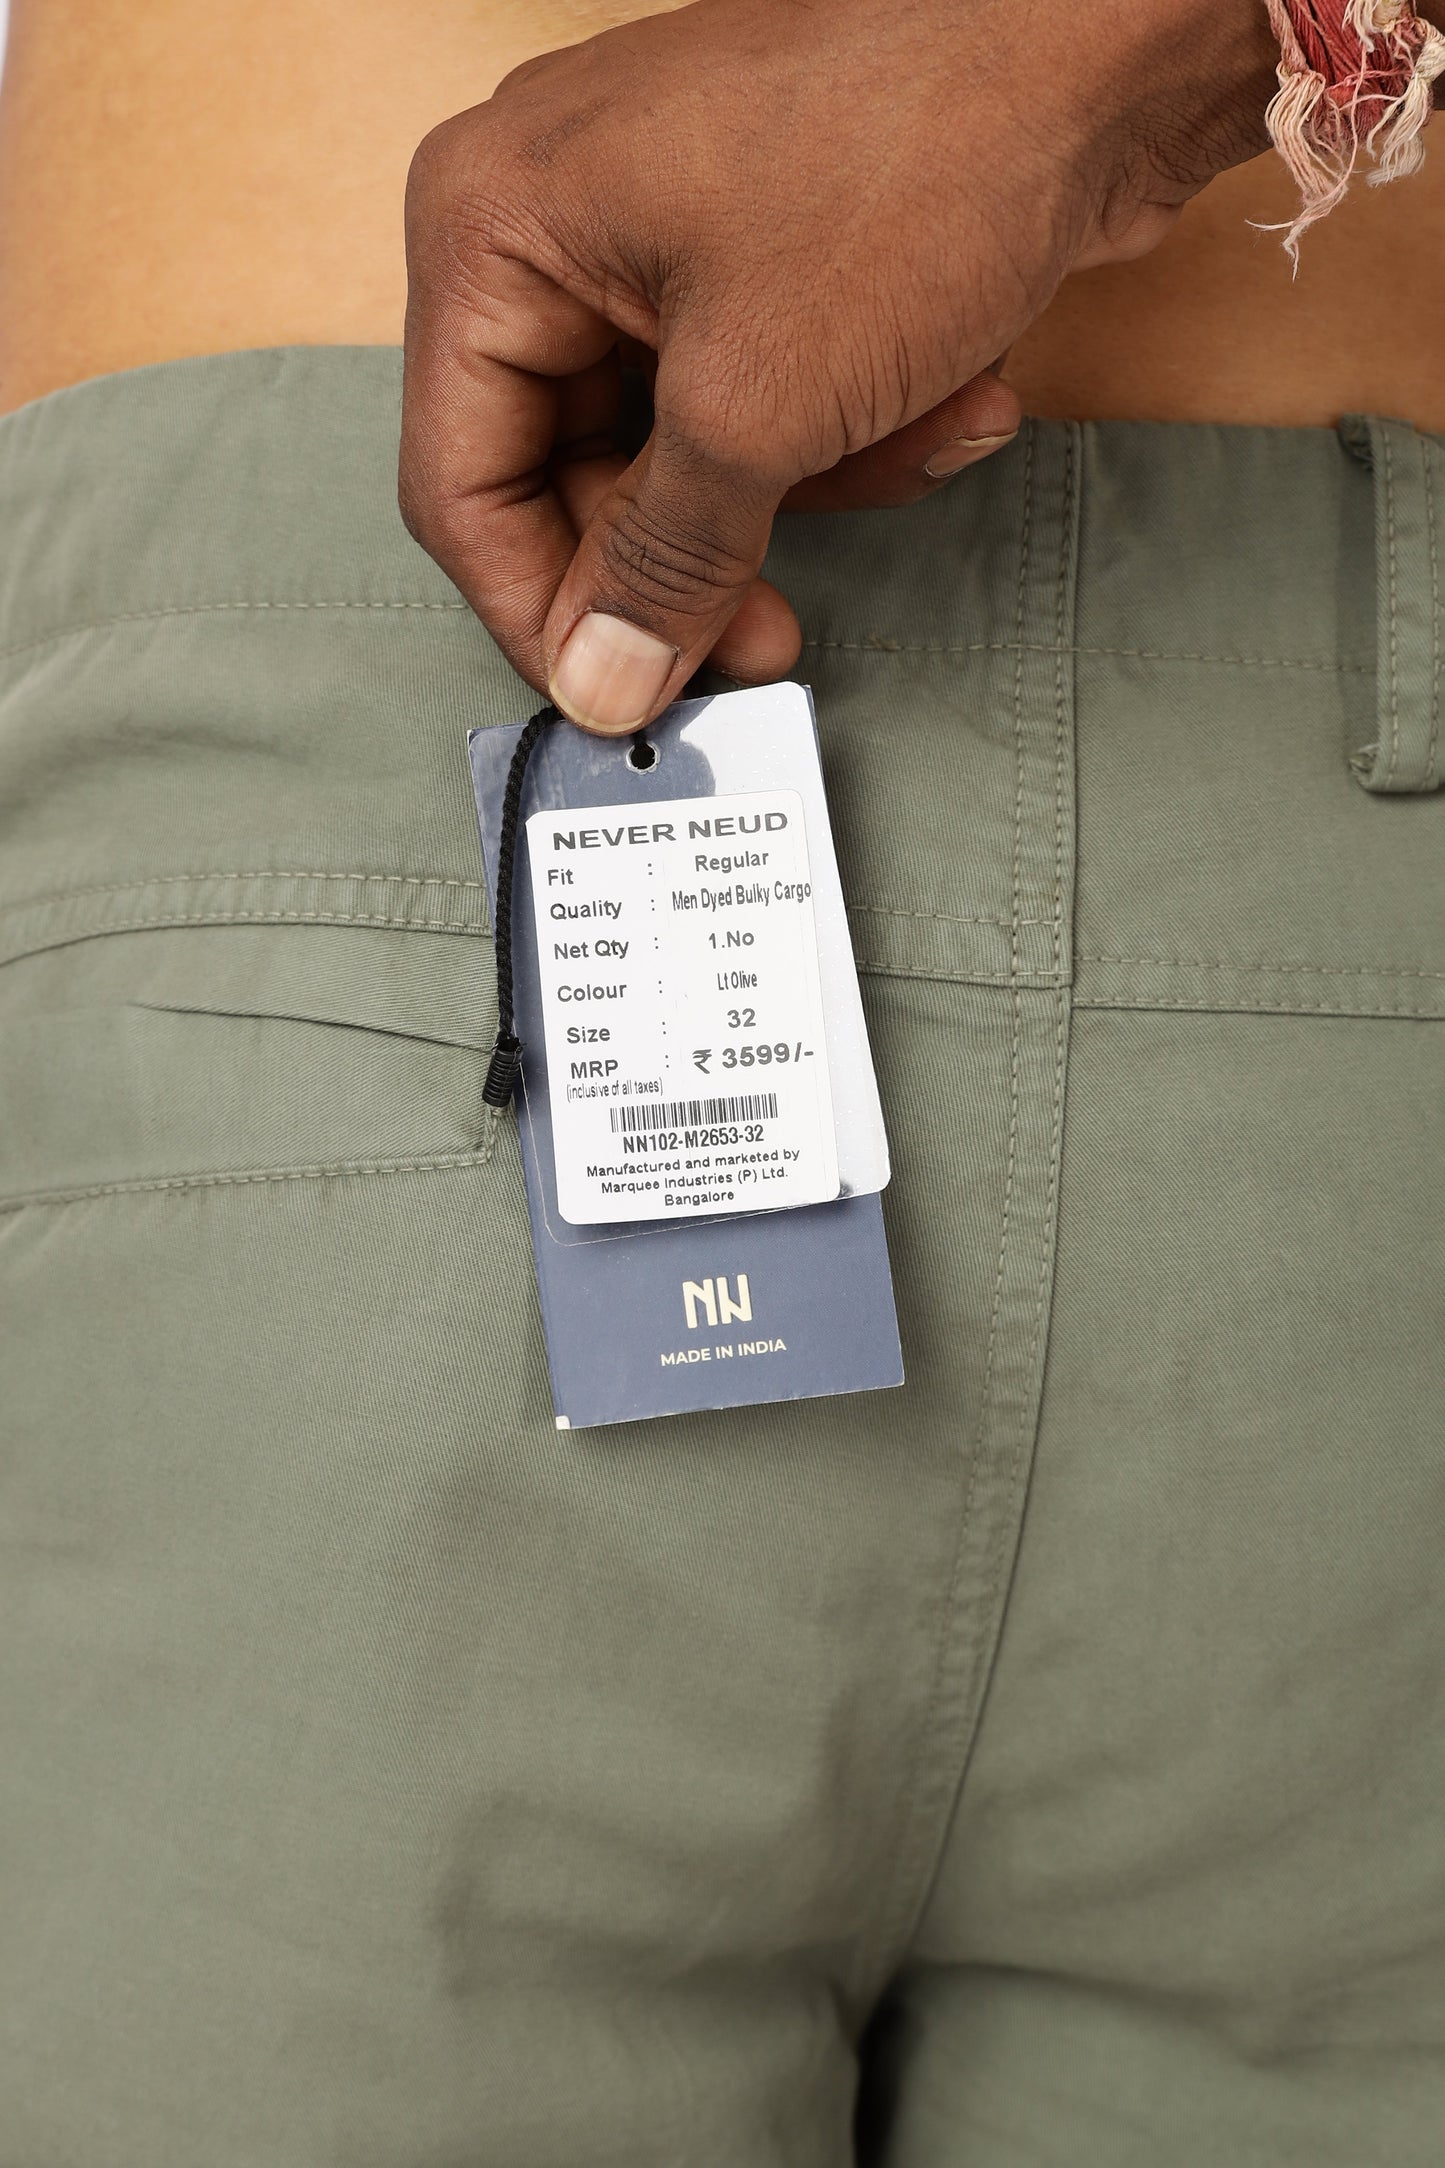 NEVER NEUD
Fit : Regular
Quality : Men Dyed Bulky Cargo
Net Qty : 1.No
Colour : Lt Olive
Size : 32
MRP : ₹ 3599/-
(inclusive of all taxes)
NN102-M2653-32
Manufactured and marketed by
Marquee Industries (P) Ltd.
Bangalore
NN
MADE IN INDIA